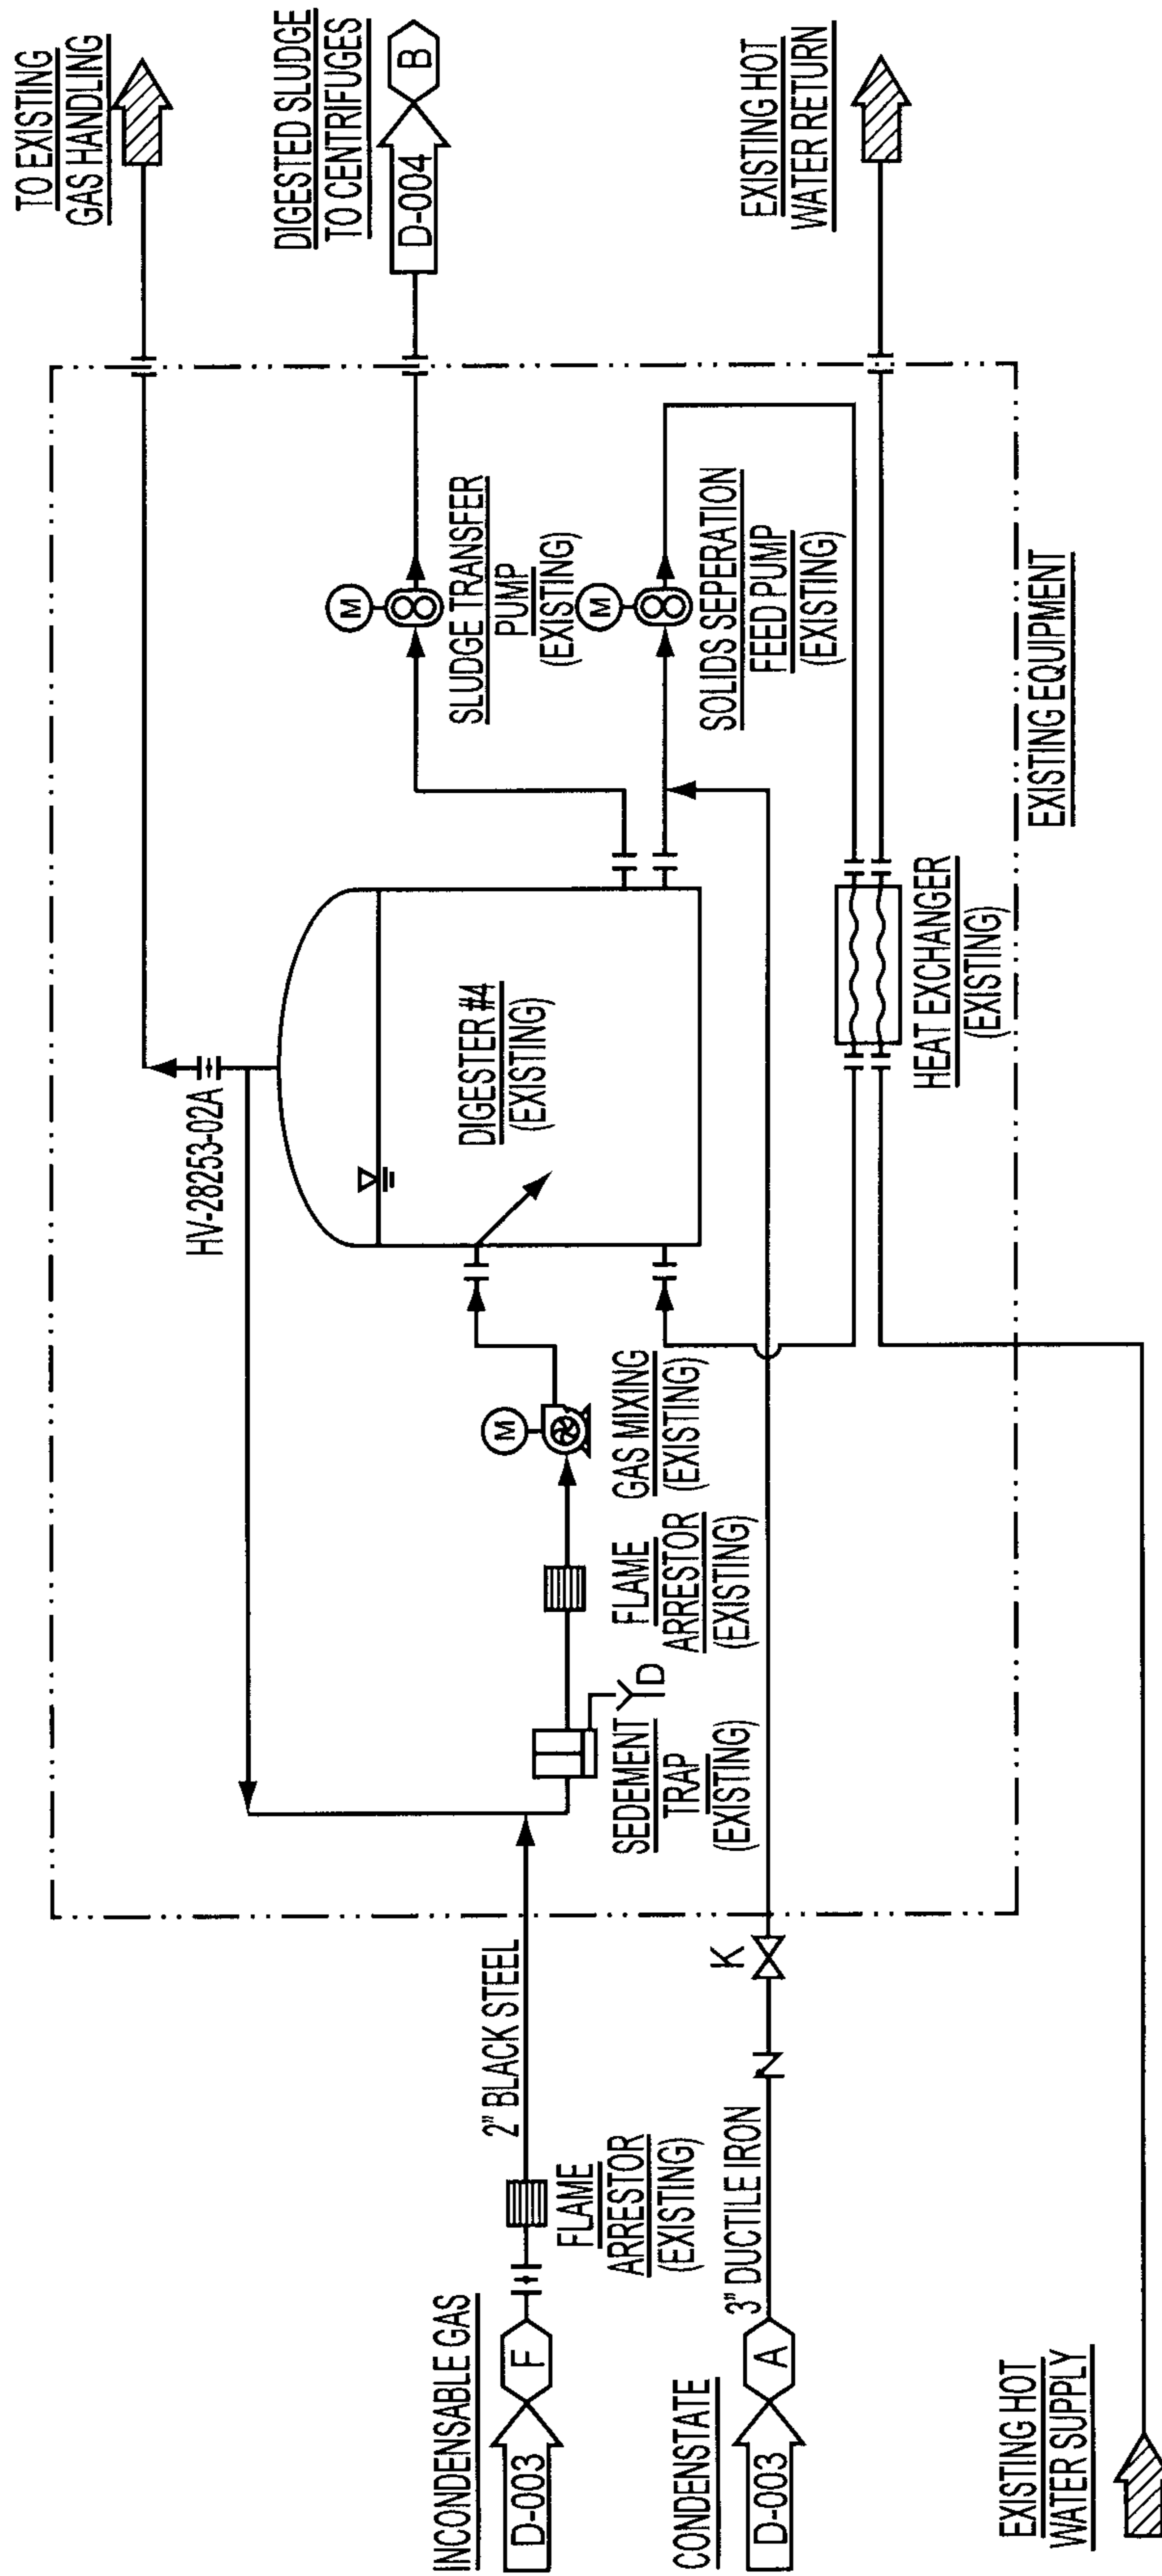 TO EXISTING
GAS HANDLING
DIGESTED SLUDGE
TO CENTRIFUGES
D-004
B
EXISTING HOT
WATER RETURN
HV-28253-02A
M
SLUDGE TRANSFER
PUMP
(EXISTING)
M
SOLIDS SEPERATION
FEED PUMP
(EXISTING)
DIGESTER #4
(EXISTING)
HEAT EXCHANGER
(EXISTING)
EXISTING EQUIPMENT
M
GAS MIXING
(EXISTING)
FLAME
ARRESTOR
(EXISTING)
D
SEDEMENT
TRAP
(EXISTING)
INCONDENSABLE GAS
D-003
F
2" BLACK STEEL
FLAME
ARRESTOR
(EXISTING)
CONDENSTATE
D-003
A
3" DUCTILE IRON
K
EXISTING HOT
WATER SUPPLY